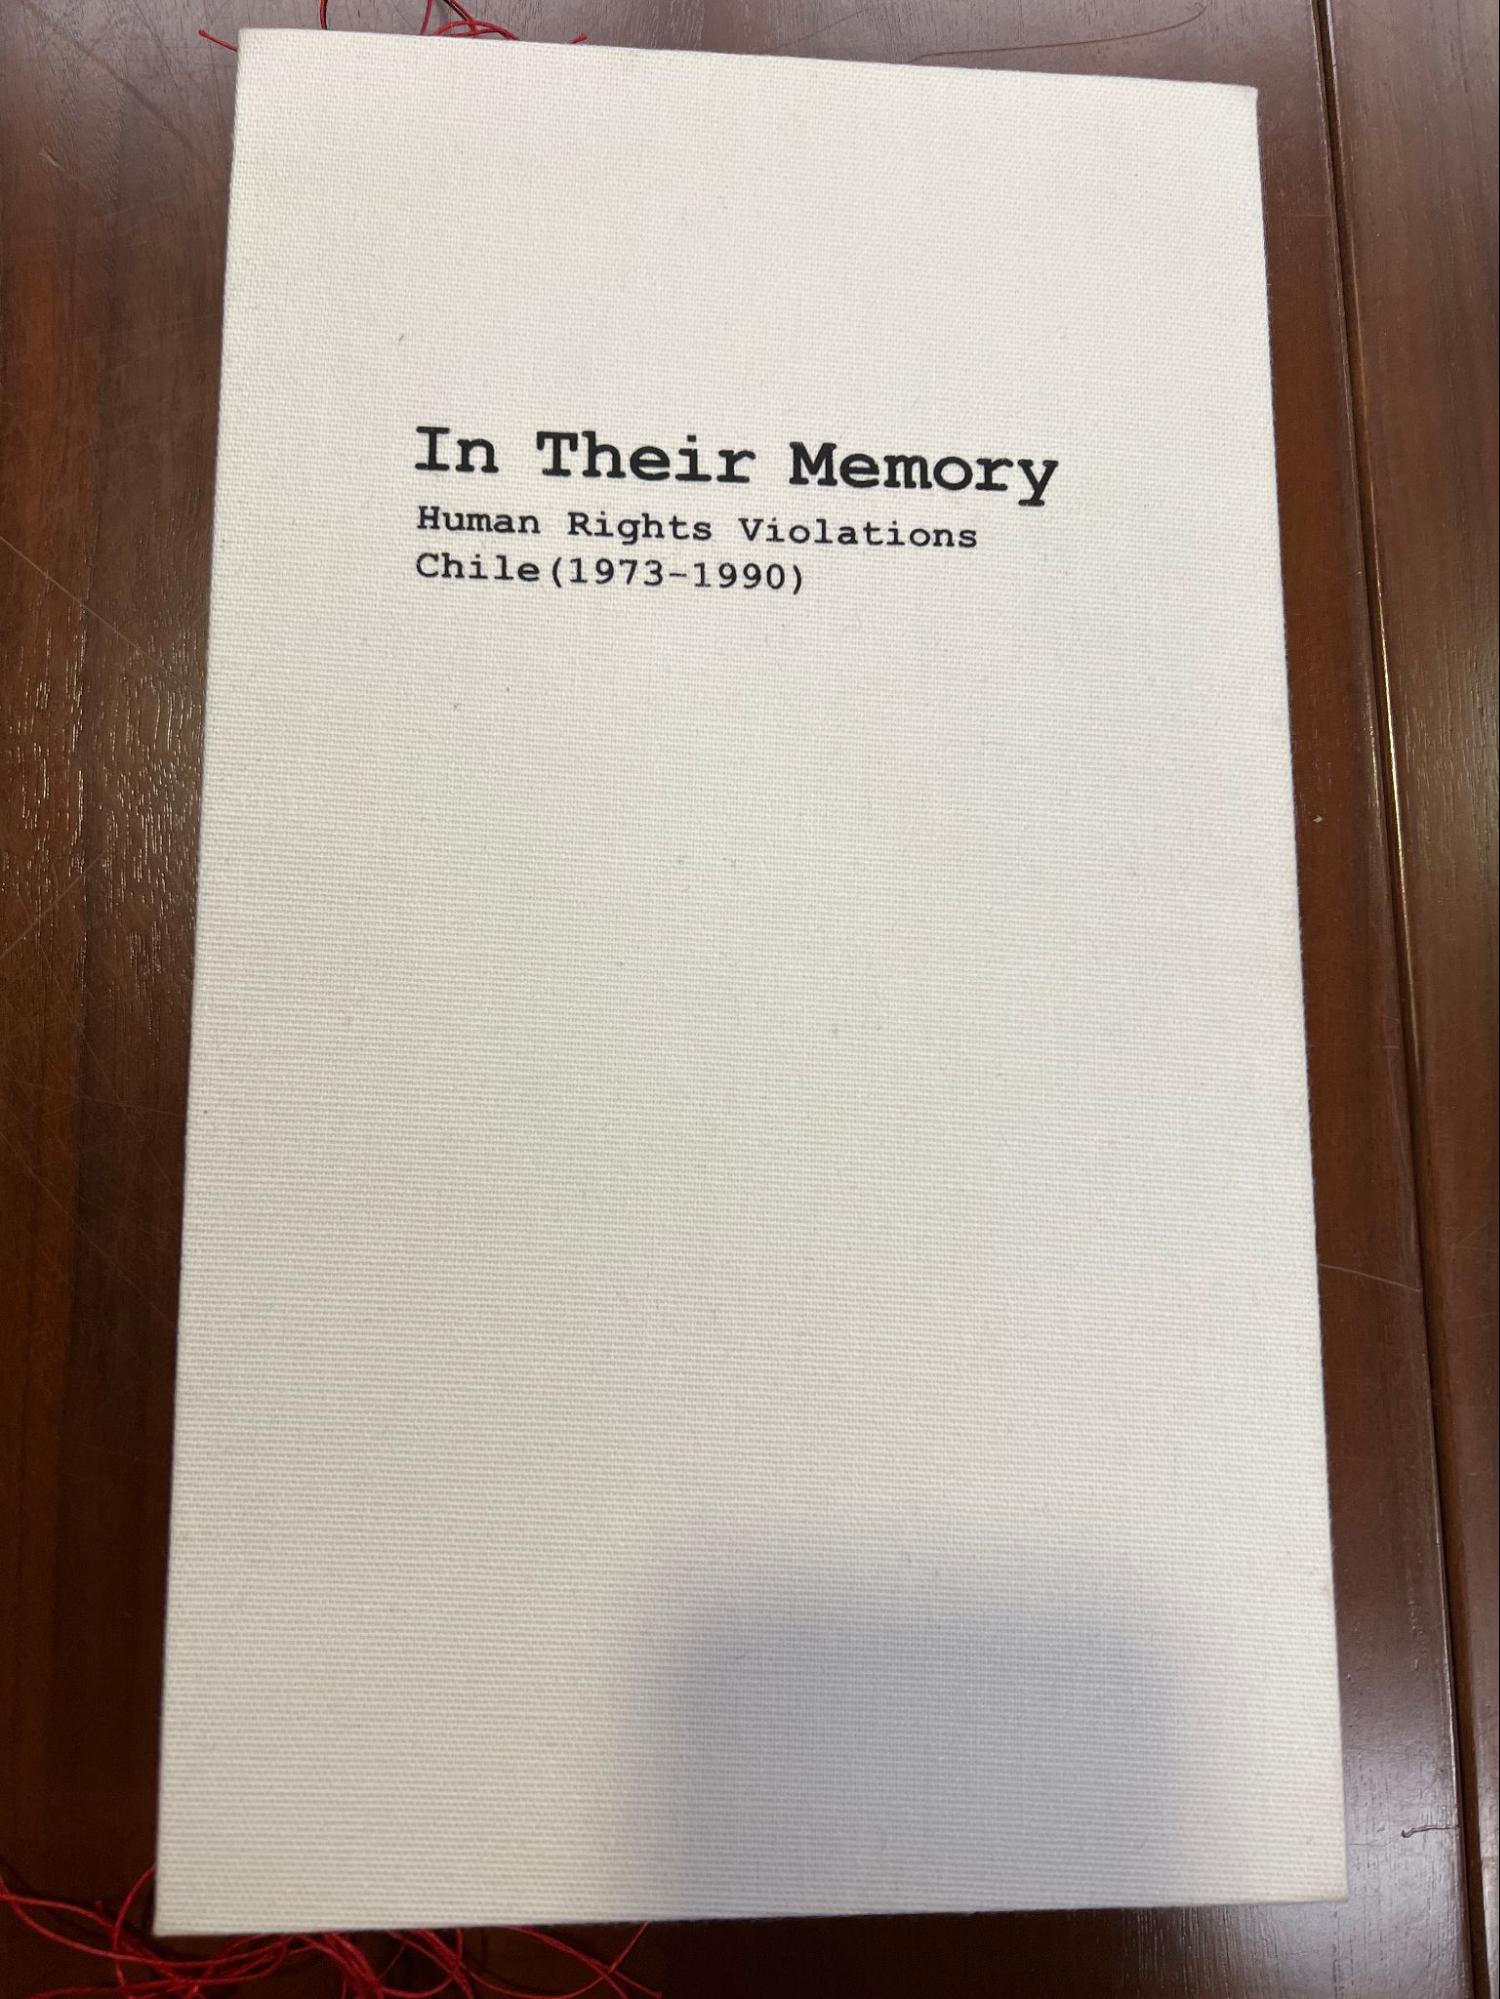 In Their Memory
Human Rights Violations
Chile (1973-1990)